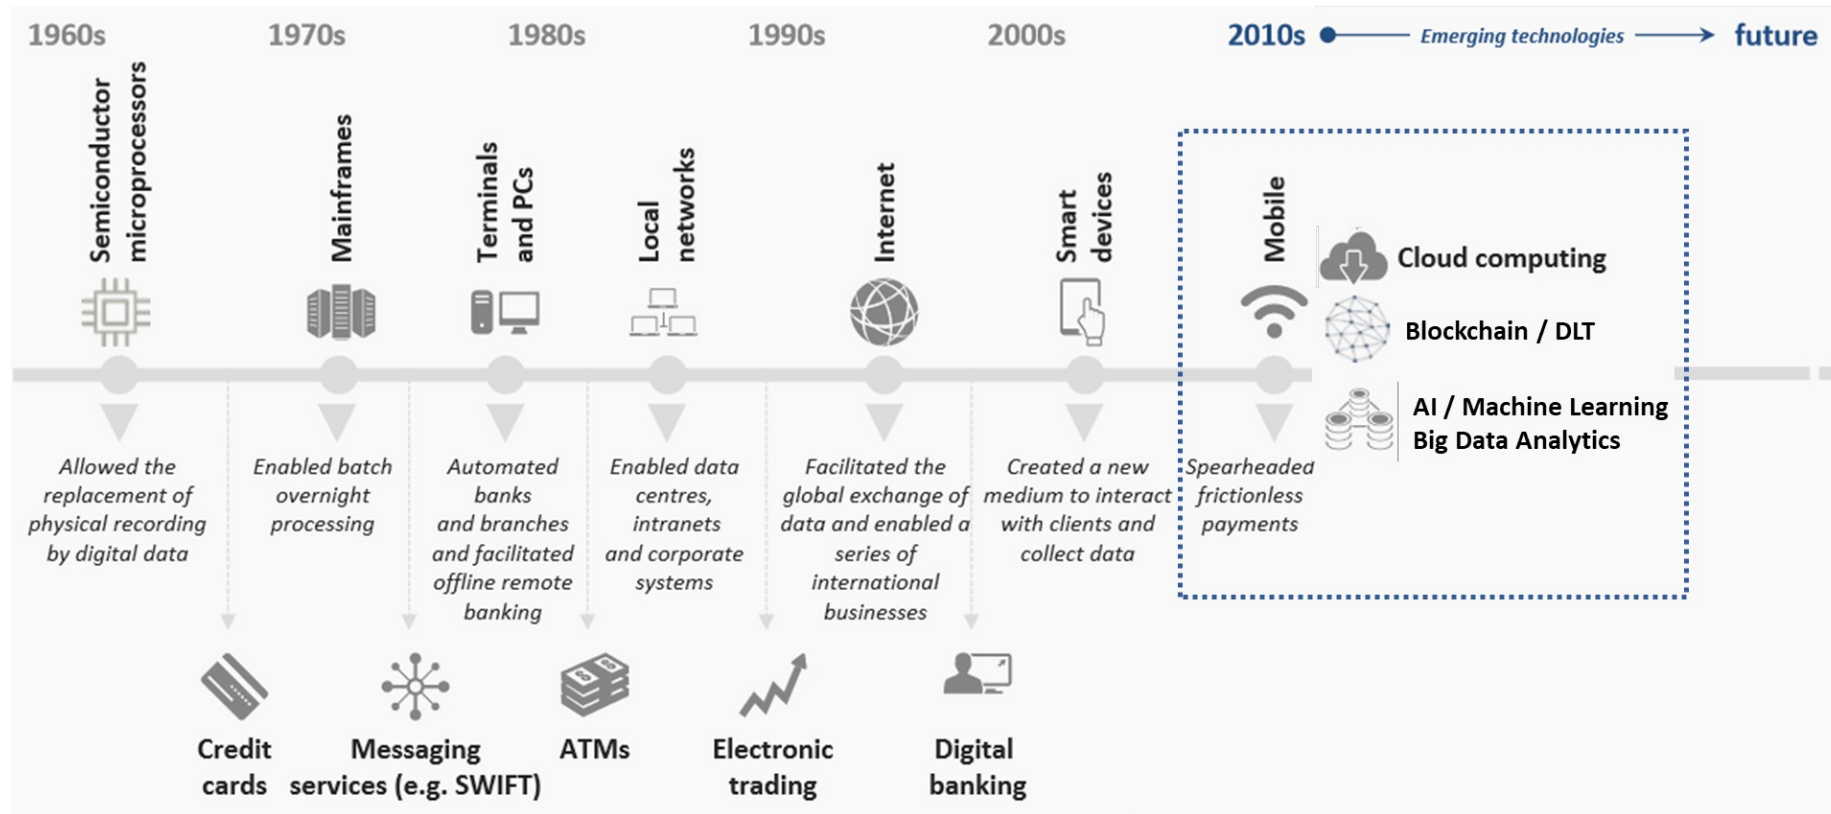 1960s
1970s
1980s
1990s
2000s
2010s
Emerging technologies
future
Semiconductor
microprocessors
Mainframes
Terminals
and PCs
Local
networks
Internet
Smart
devices
Mobile
Cloud computing
Blockchain / DLT
AI / Machine Learning
Big Data Analytics
Allowed the
replacement of
physical recording
by digital data
Enabled batch
overnight
processing
Automated
banks
and branches
and facilitated
offline remote
banking
Enabled data
centres,
intranets
and corporate
systems
Facilitated the
global exchange of
data and enabled a
series of
international
businesses
Created a new
medium to interact
with clients and
collect data
Spearheaded
frictionless
payments
Credit
cards
Messaging
services (e.g. SWIFT)
ATMs
Electronic
trading
Digital
banking